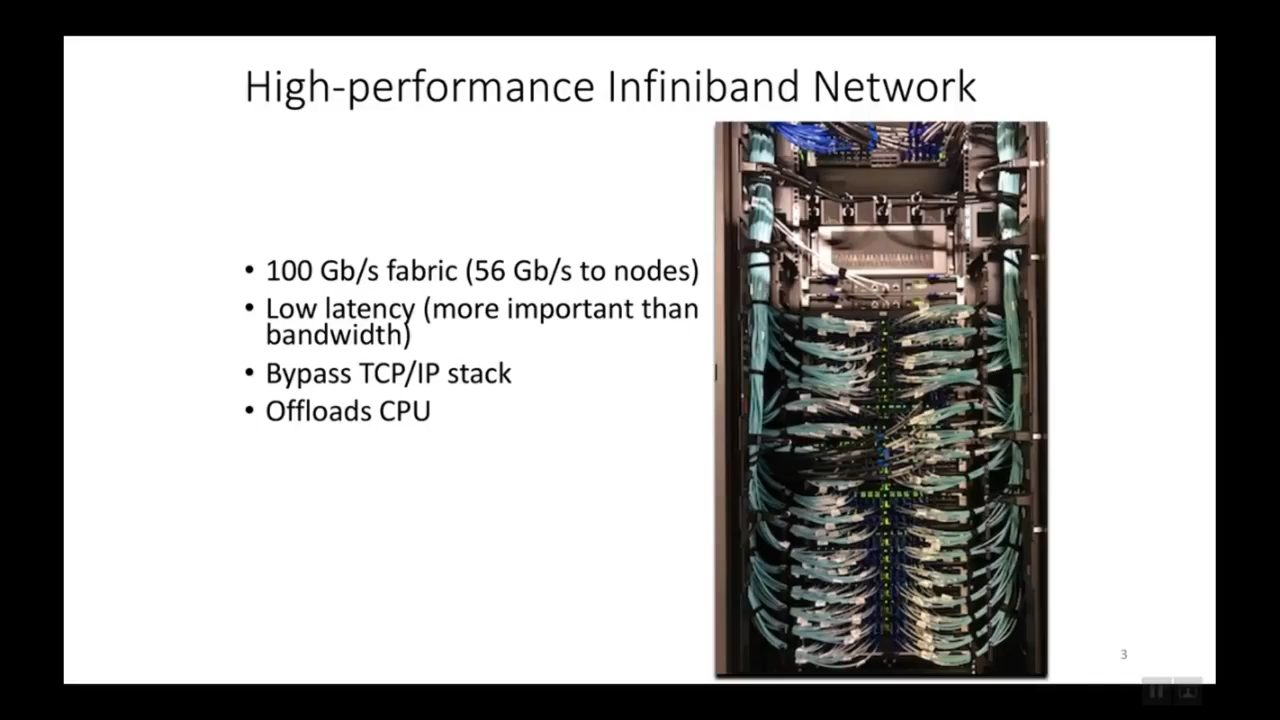 High-performance Infiniband Network
• 100 Gb/s fabric (56 Gb/s to nodes)
• Low latency (more important than
bandwidth)
• Bypass TCP/IP stack
• Offloads CPU
3